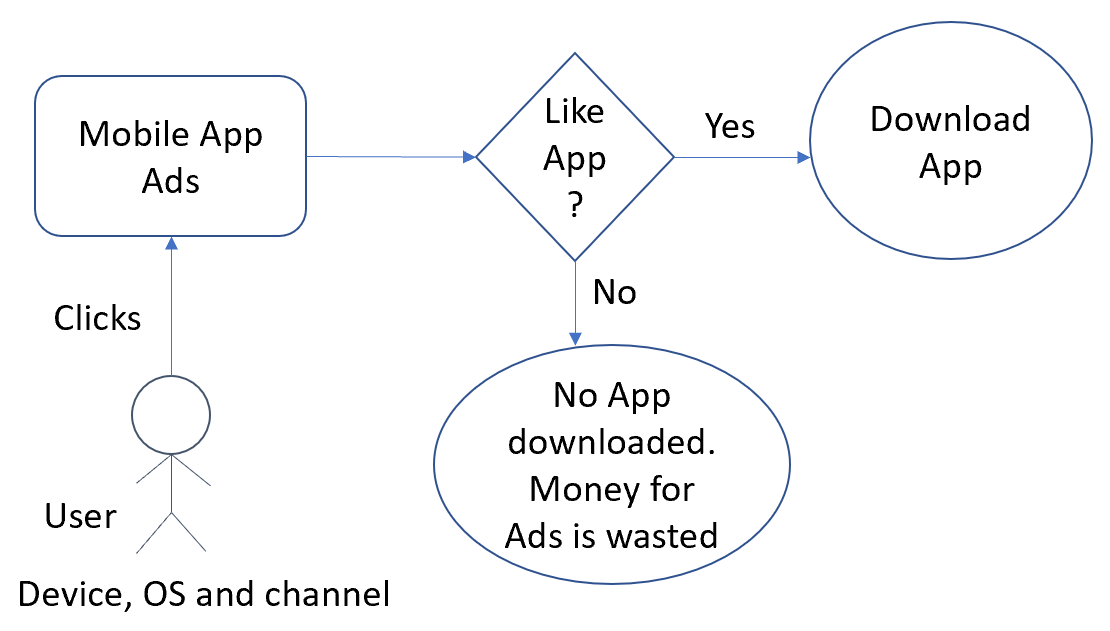 Mobile App
Ads
Like
App
?
Yes
Download
App
Clicks
No
No App
downloaded.
Money for
Ads is wasted
User
Device, OS and channel